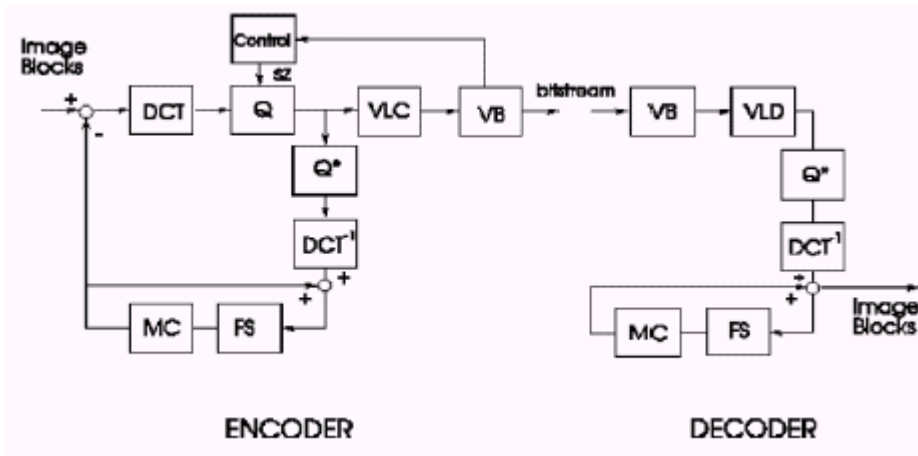 Image
Blocks
Control
sz
+
-
DCT
Q
VLC
VB
bitstream
VB
VLD
Q*
Q*
DCT-1
DCT-1
+
+
+
+
MC
FS
MC
FS
Image
Blocks
ENCODER
DECODER